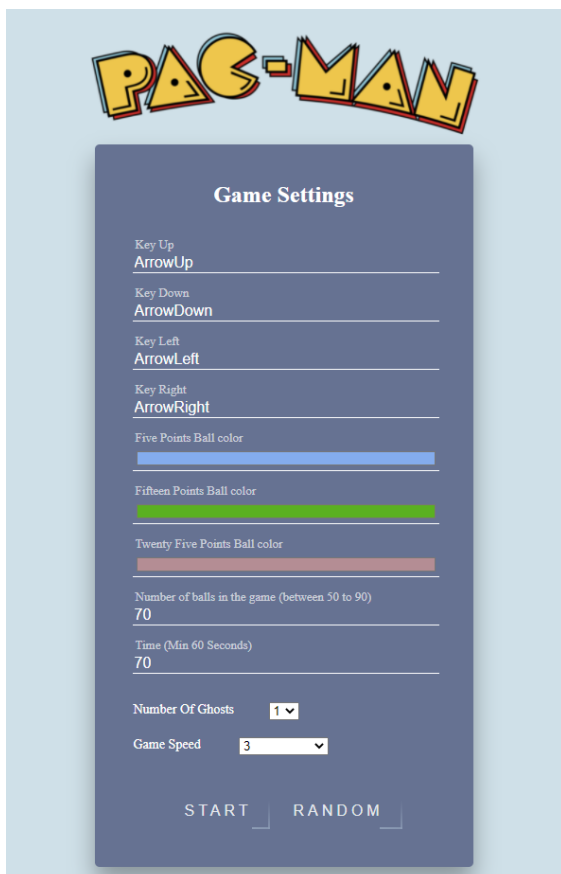 PAC-MAN
Game Settings
Key Up
ArrowUp
Key Down
ArrowDown
Key Left
ArrowLeft
Key Right
ArrowRight
Five Points Ball color
Fifteen Points Ball color
Twenty Five Points Ball color
Number of balls in the game (between 50 to 90)
70
Time (Min 60 Seconds)
70
Number Of Ghosts 1
Game Speed 3
START RANDOM